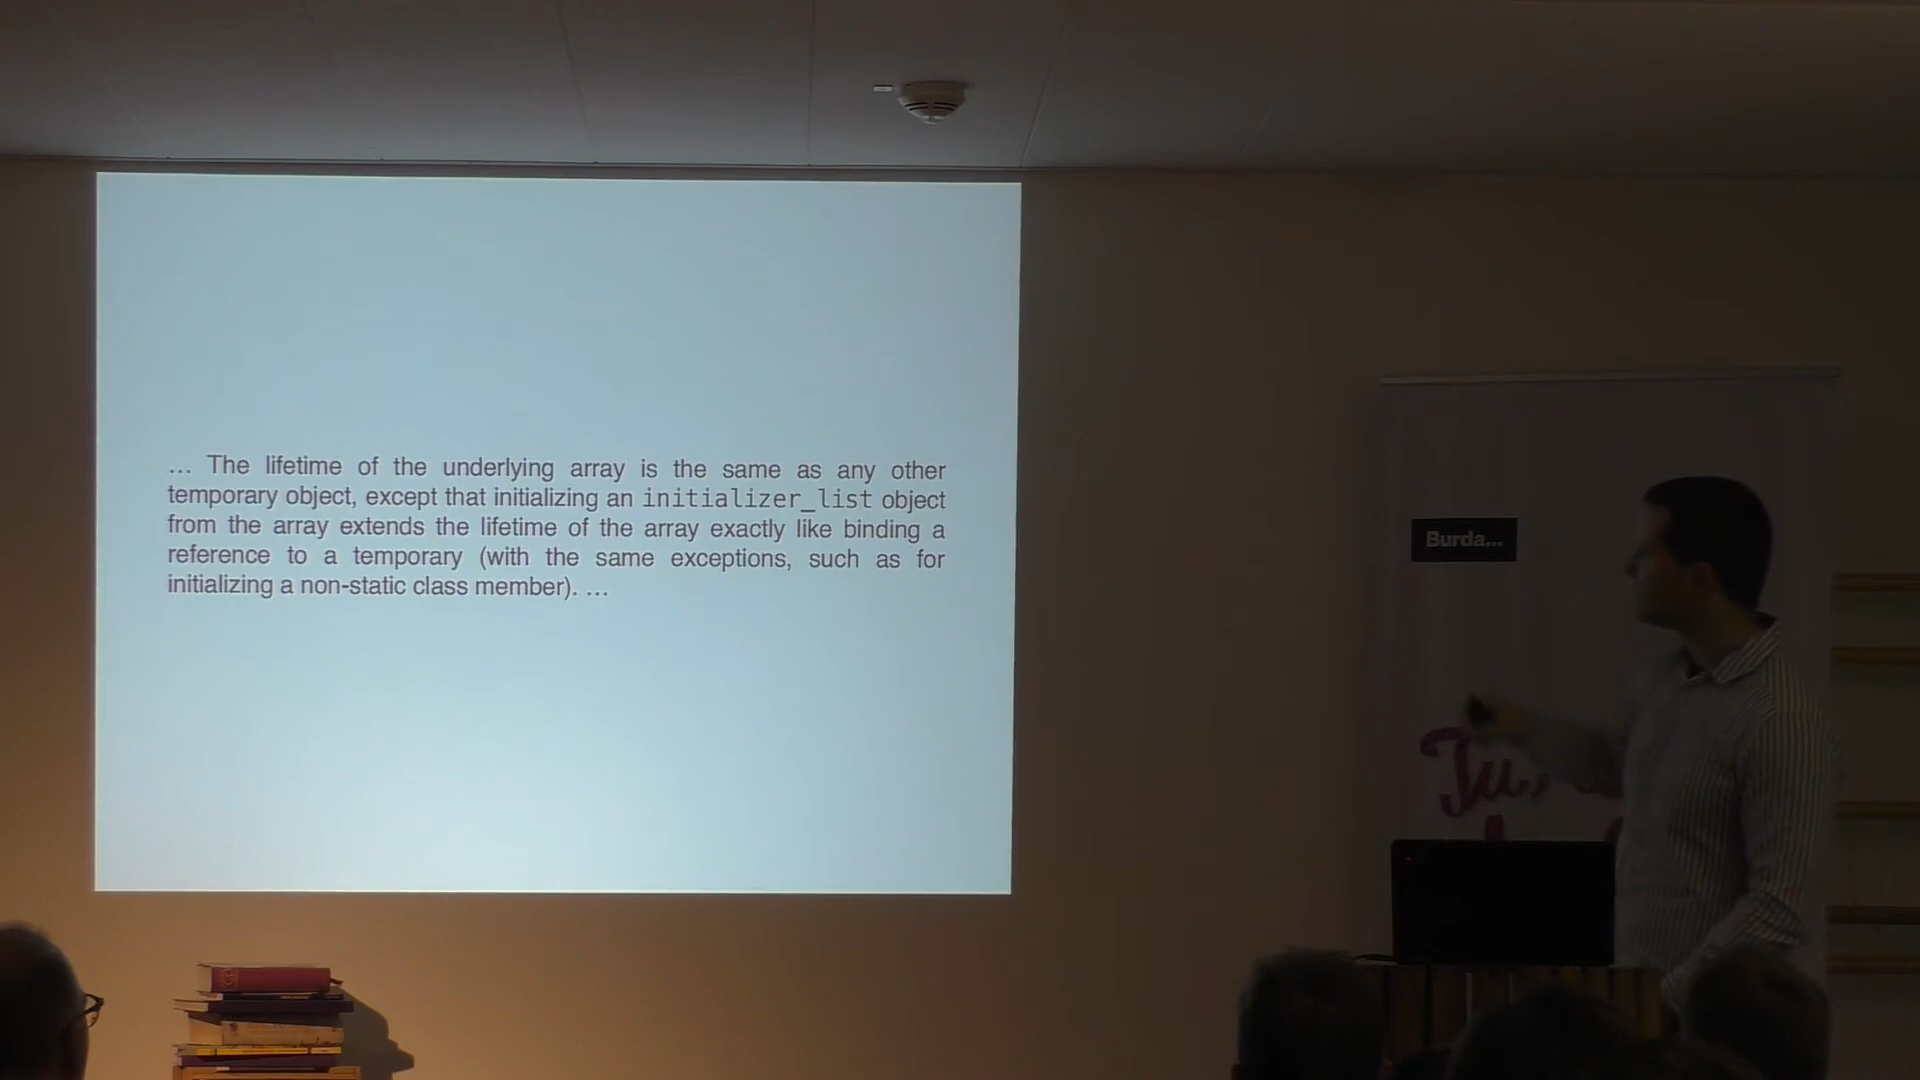 … The lifetime of the underlying array is the same as any other
temporary object, except that initializing an initializer_list object
from the array extends the lifetime of the array exactly like binding a
reference to a temporary (with the same exceptions, such as for
initializing a non-static class member). …
Burda...